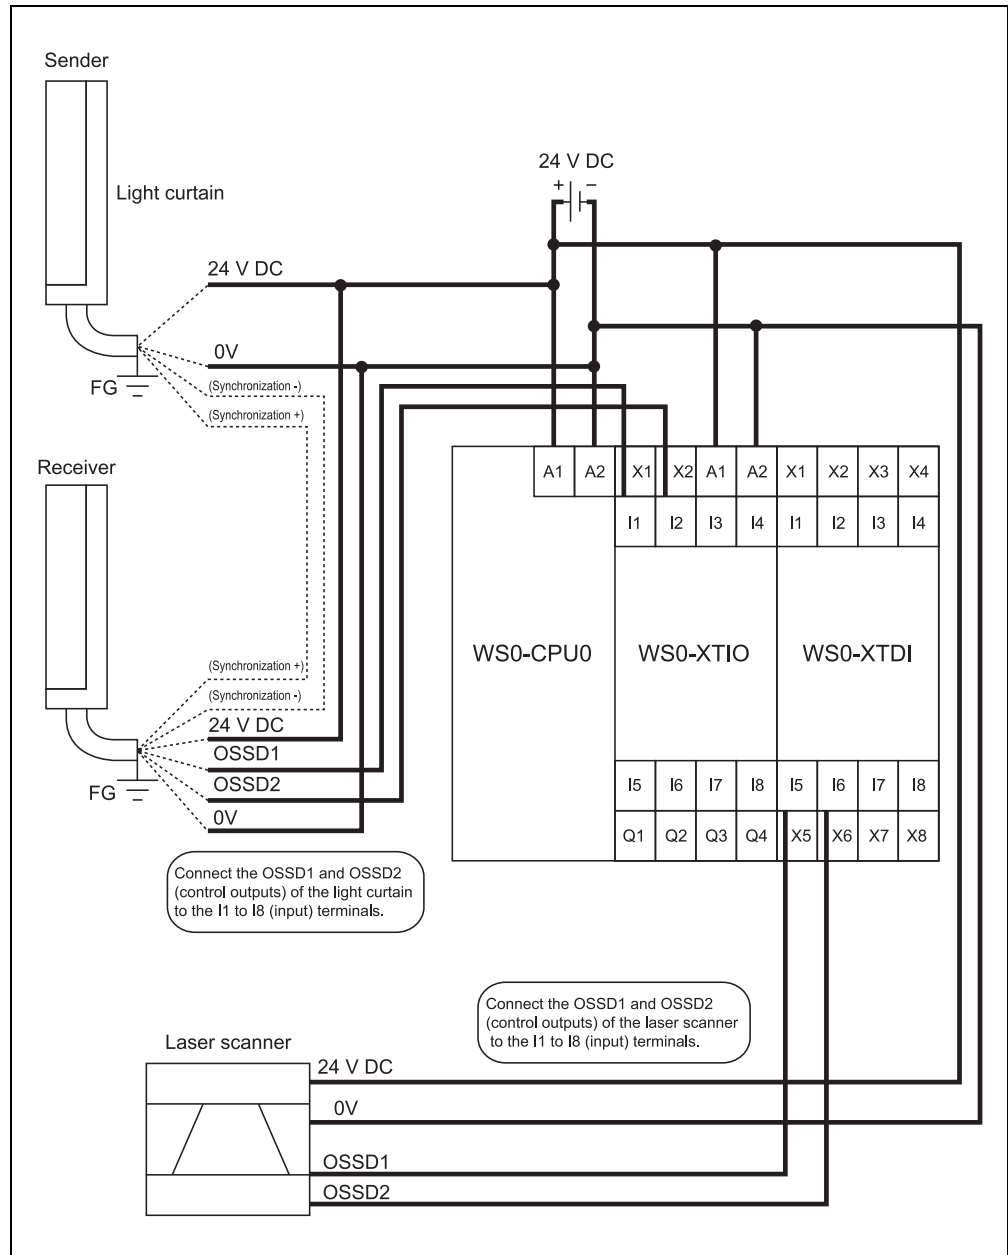 Sender
Light curtain
24 V DC
+ −
24 V DC
0V
FG
(Synchronization -)
(Synchronization +)
Receiver
A1 A2 X1 X2 A1 A2 X1 X2 X3 X4
I1 I2 I3 I4 I1 I2 I3 I4
WS0-CPU0 WS0-XTIO WS0-XTDI
(Synchronization +)
(Synchronization -)
24 V DC
OSSD1
OSSD2
0V
FG
I5 I6 I7 I8 I5 I6 I7 I8
Q1 Q2 Q3 Q4 X5 X6 X7 X8
Connect the OSSD1 and OSSD2
(control outputs) of the light curtain
to the I1 to I8 (input) terminals.
Connect the OSSD1 and OSSD2
(control outputs) of the laser scanner
to the I1 to I8 (input) terminals.
Laser scanner
24 V DC
0V
OSSD1
OSSD2